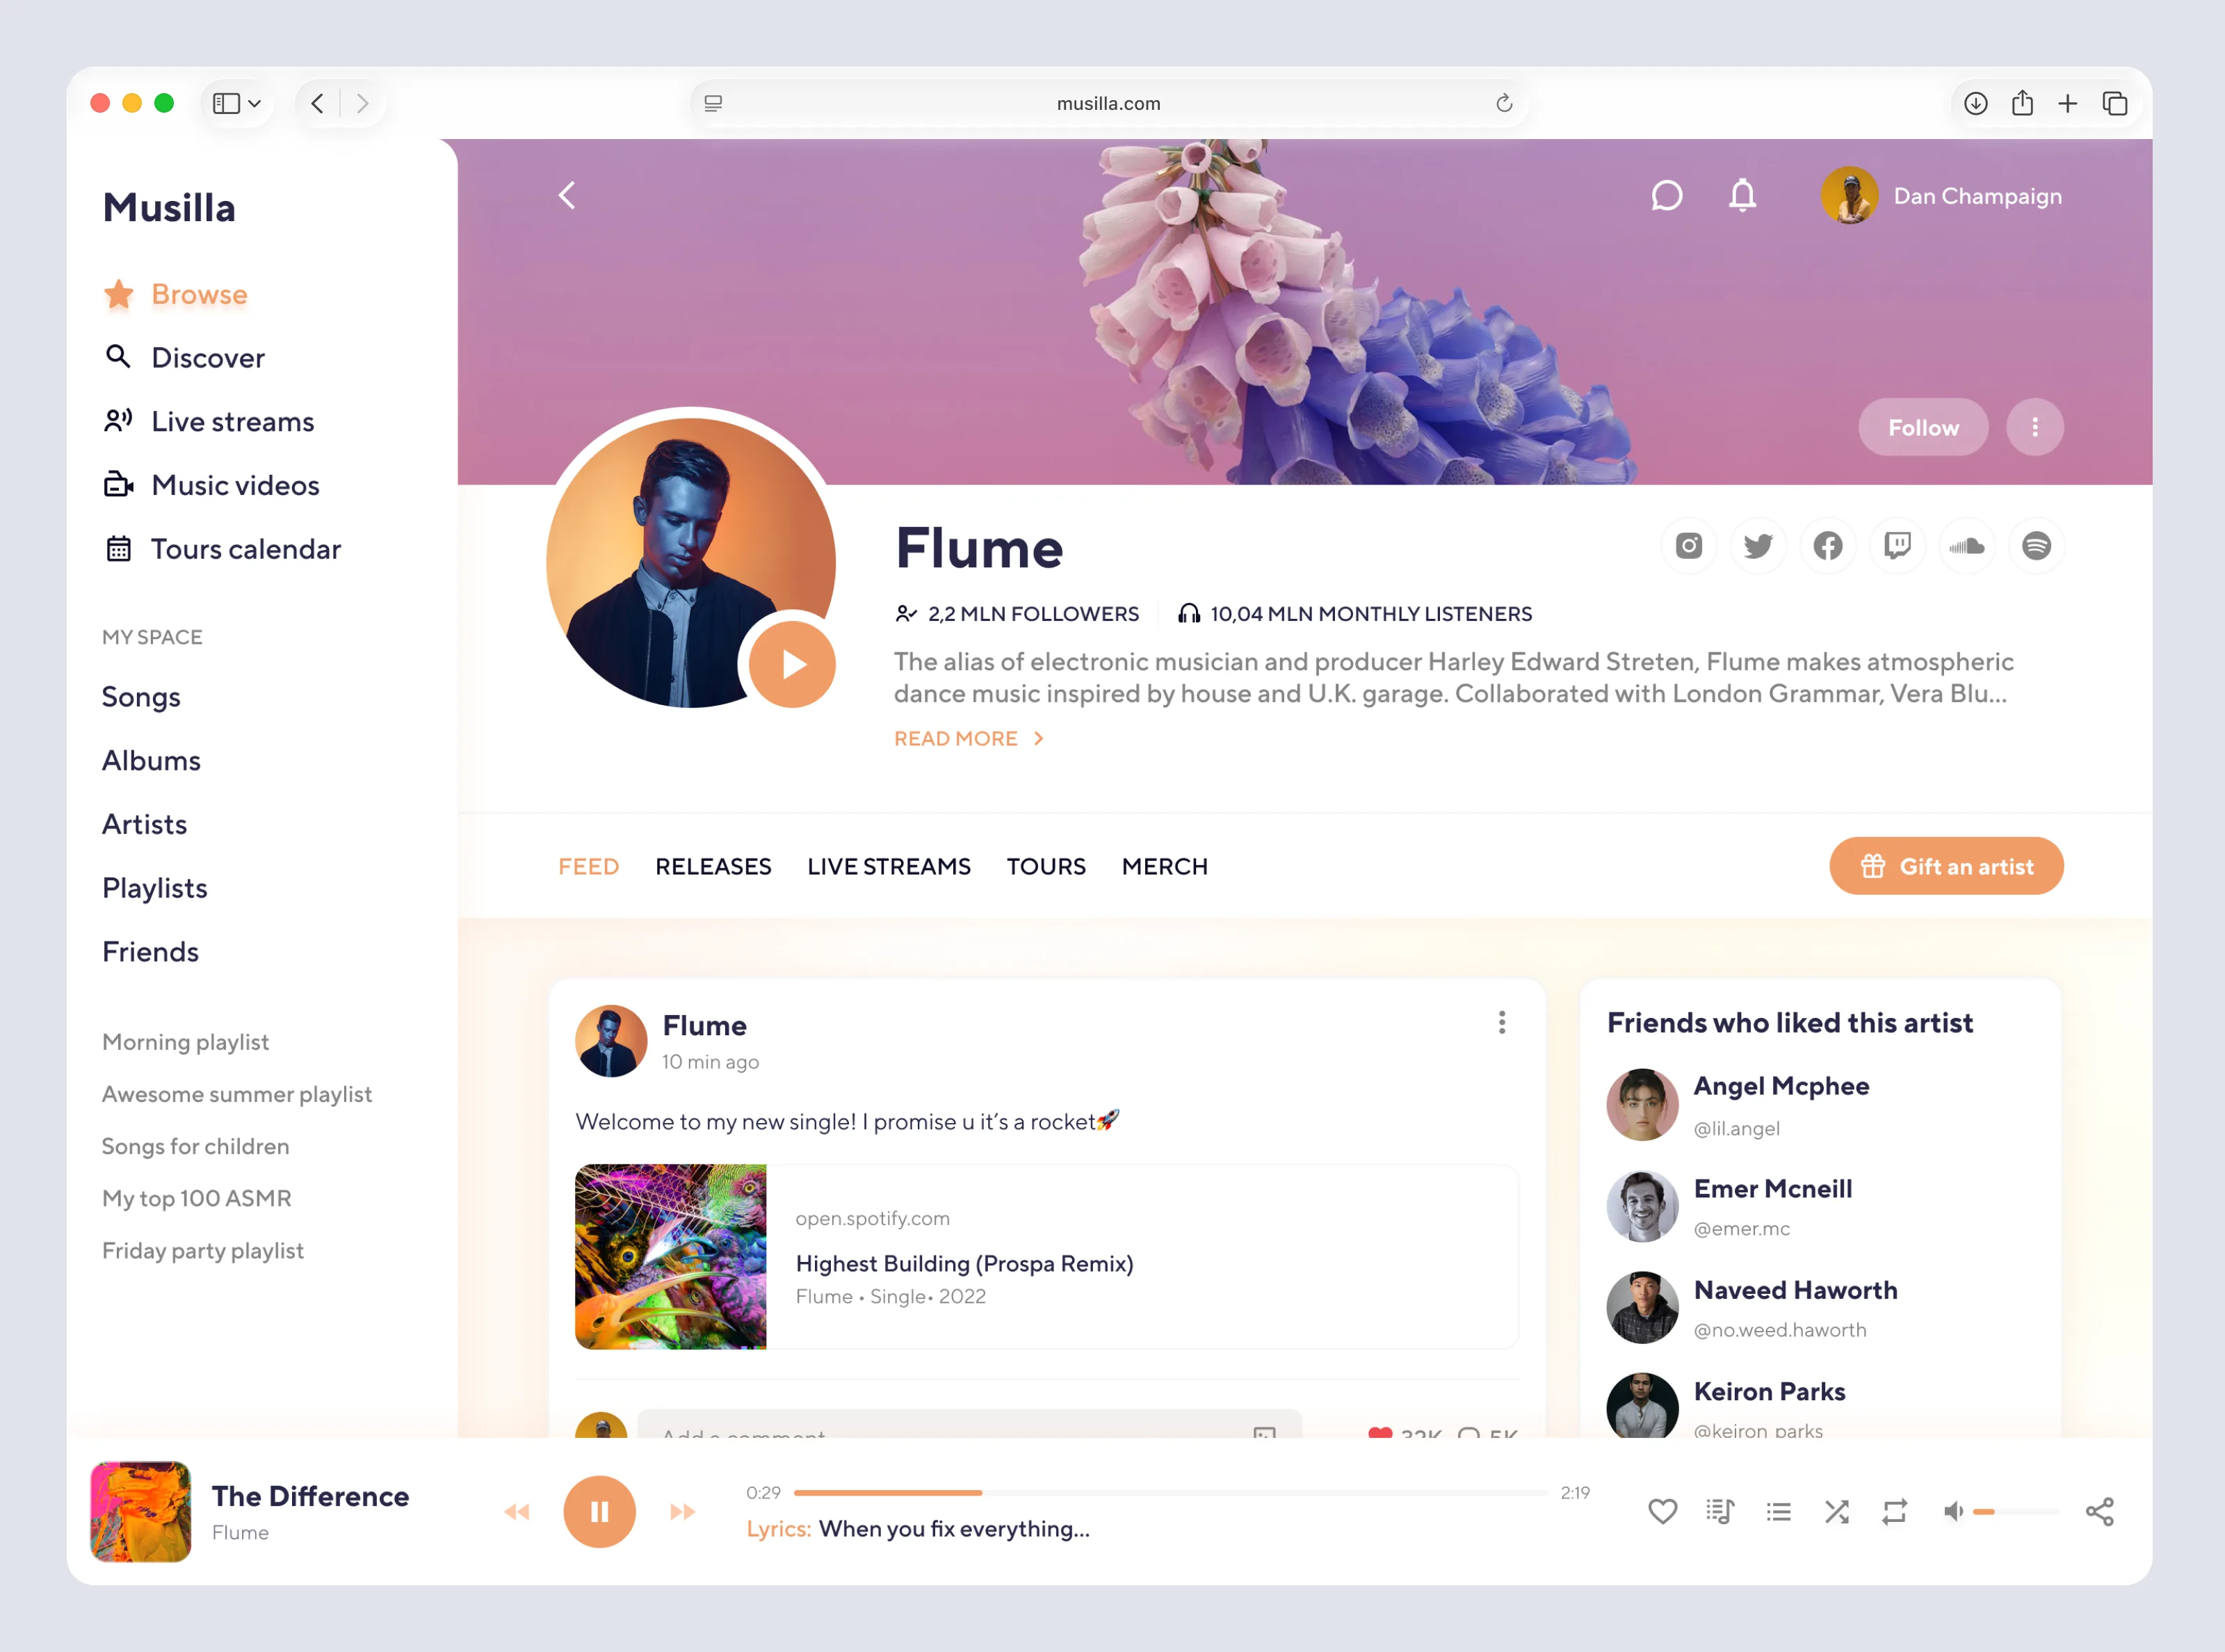 musilla.com
Musilla
Browse
Discover
Live streams
Music videos
Tours calendar
MY SPACE
Songs
Albums
Artists
Playlists
Friends
Morning playlist
Awesome summer playlist
Songs for children
My top 100 ASMR
Friday party playlist
Dan Champaign
Follow
Flume
2,2 MLN FOLLOWERS
10,04 MLN MONTHLY LISTENERS
The alias of electronic musician and producer Harley Edward Streten, Flume makes atmospheric
dance music inspired by house and U.K. garage. Collaborated with London Grammar, Vera Blu...
READ MORE
FEED RELEASES LIVE STREAMS TOURS MERCH
Gift an artist
Flume
10 min ago
Welcome to my new single! I promise u it’s a rocket🚀
open.spotify.com
Highest Building (Prospa Remix)
Flume • Single• 2022
Add a comment
32K 5K
Friends who liked this artist
Angel Mcphee
@lil.angel
Emer Mcneill
@emer.mc
Naveed Haworth
@no.weed.haworth
Keiron Parks
@keiron_parks
The Difference
Flume
0:29
2:19
Lyrics: When you fix everything...